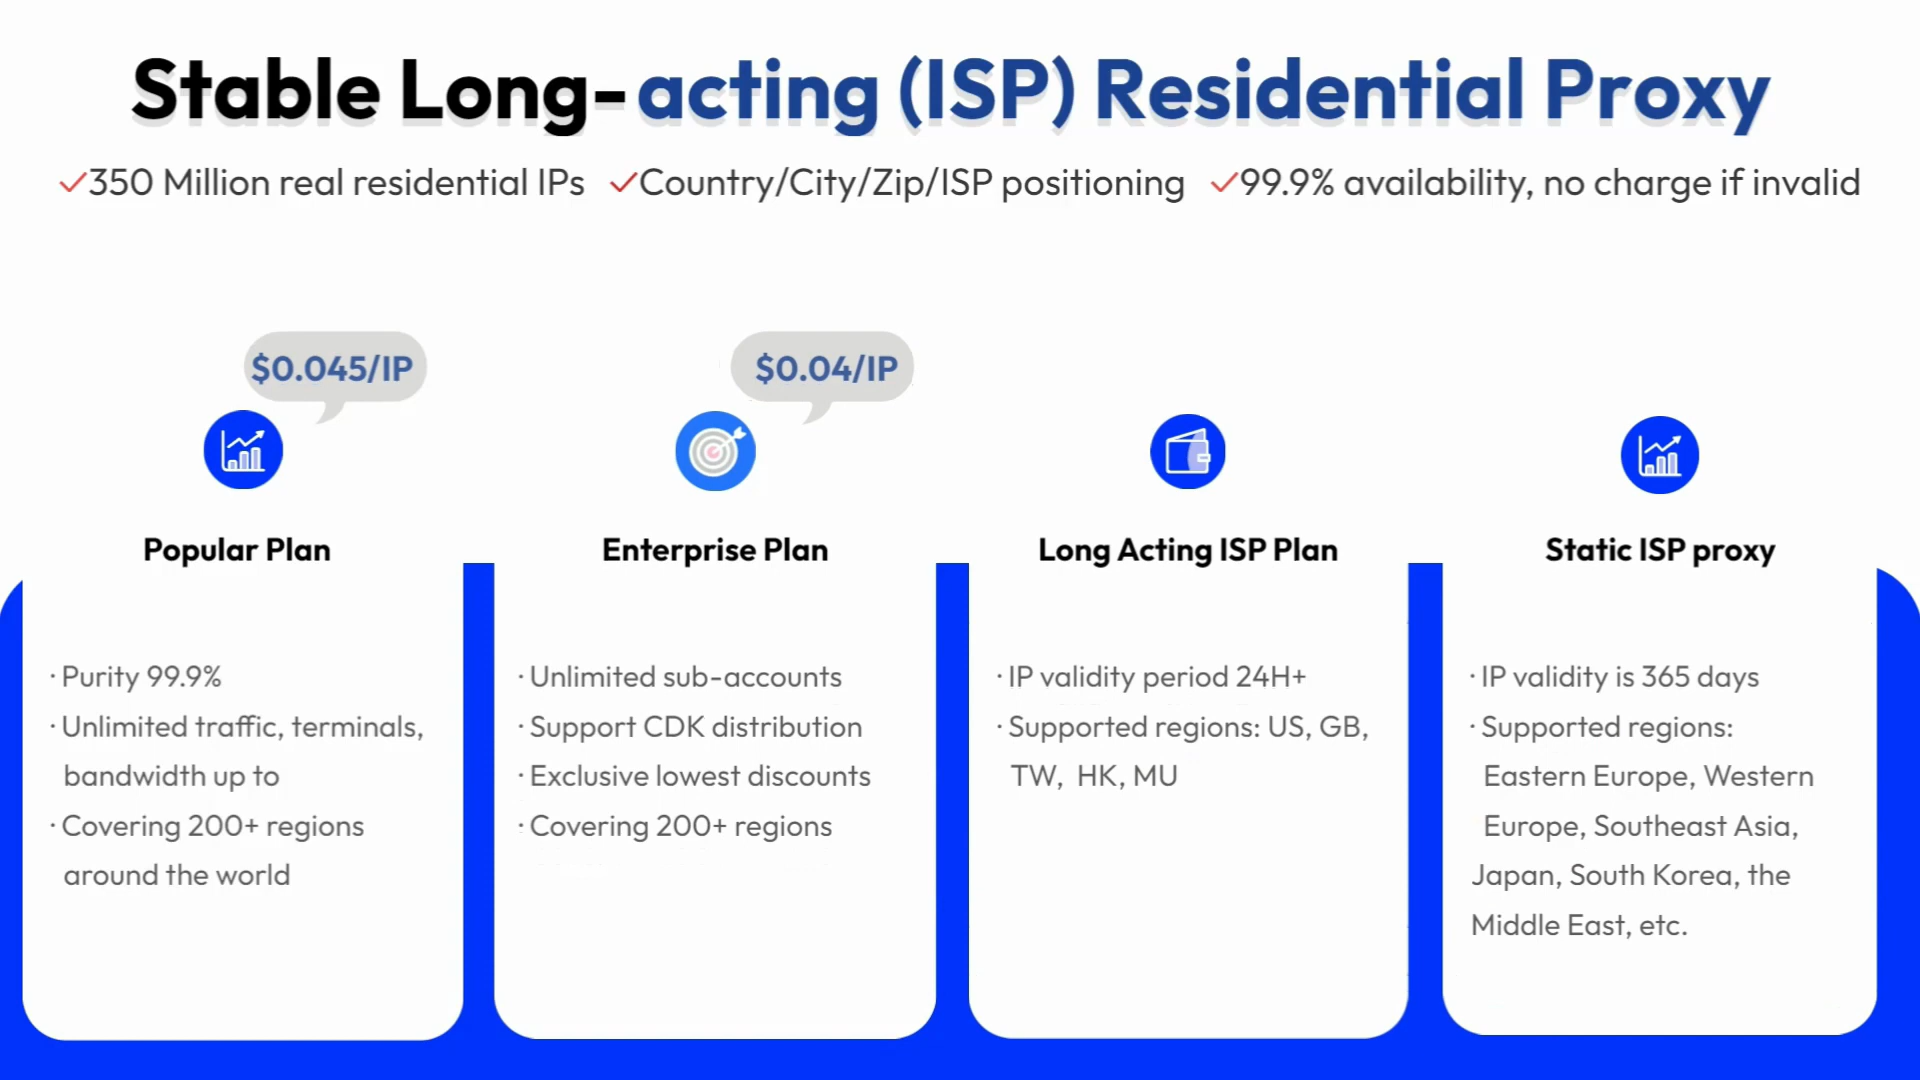 Stable Long-acting (ISP) Residential Proxy
✓350 Million real residential IPs ✓Country/City/Zip/ISP positioning ✓99.9% availability, no charge if invalid
$0.045/IP
Popular Plan
· Purity 99.9%
· Unlimited traffic, terminals,
bandwidth up to
· Covering 200+ regions
around the world
$0.04/IP
Enterprise Plan
· Unlimited sub-accounts
· Support CDK distribution
· Exclusive lowest discounts
· Covering 200+ regions
Long Acting ISP Plan
· IP validity period 24H+
· Supported regions: US, GB,
TW, HK, MU
Static ISP proxy
· IP validity is 365 days
· Supported regions:
Eastern Europe, Western
Europe, Southeast Asia,
Japan, South Korea, the
Middle East, etc.